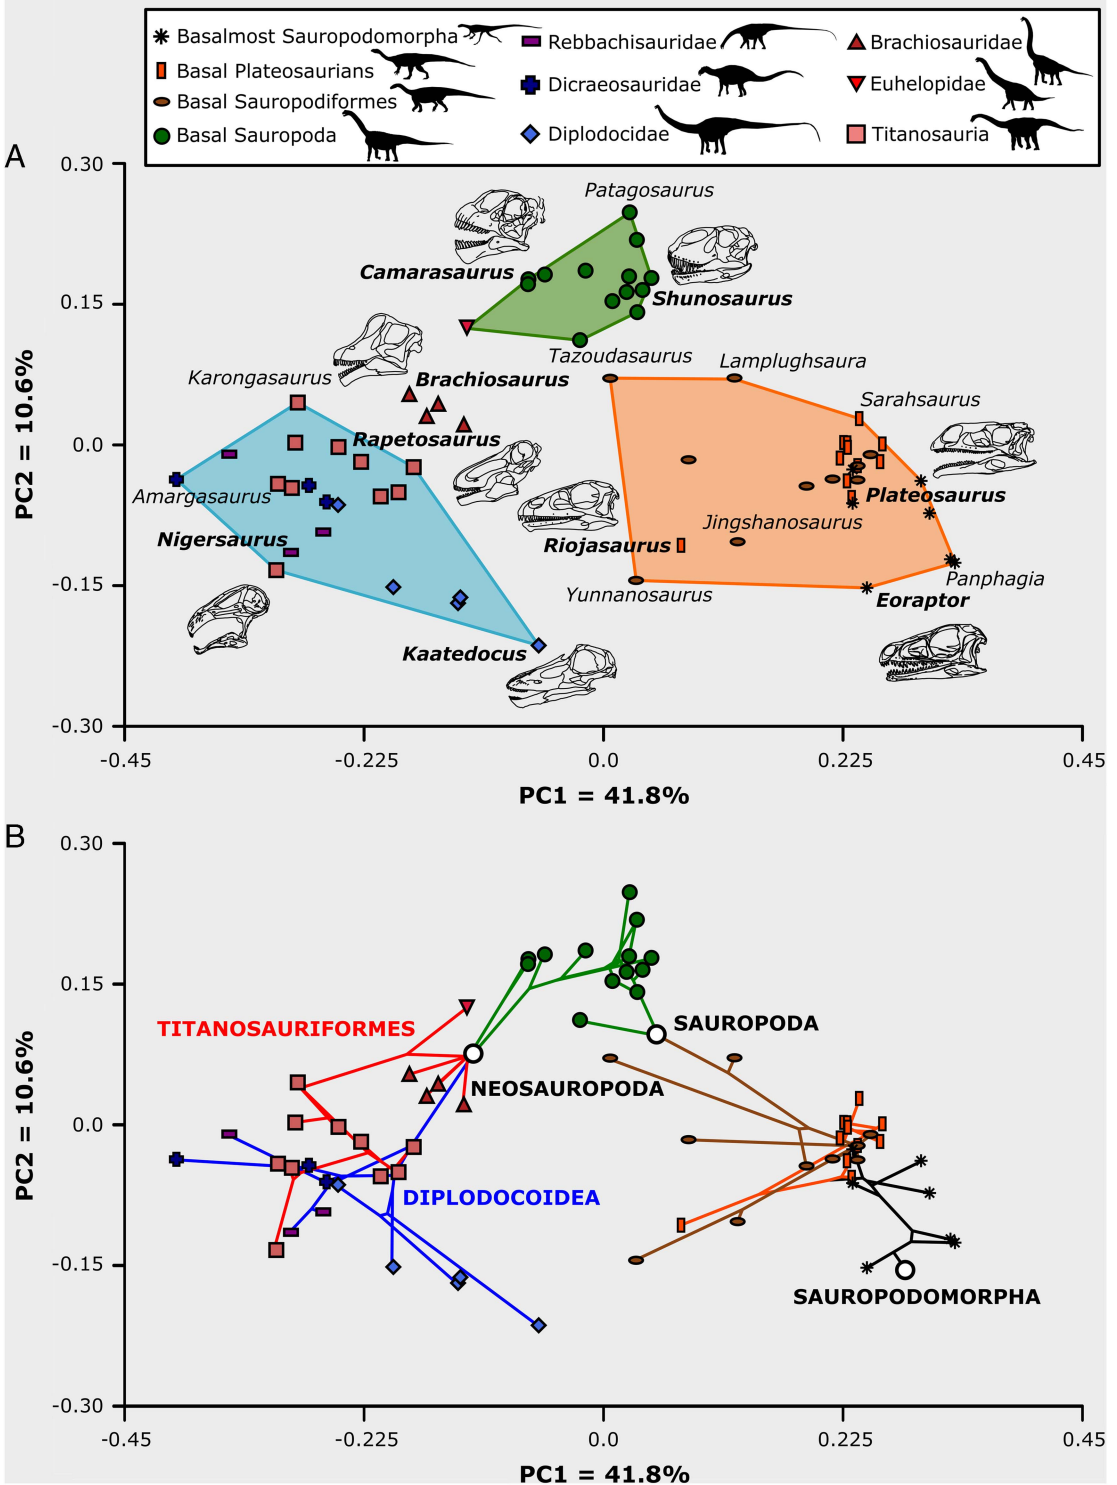 Basalmost Sauropodomorpha
Rebbachisauridae
Brachiosauridae
Basal Plateosaurians
Dicraeosauridae
Euhelopidae
Basal Sauropodiformes
Basal Sauropoda
Diplodocidae
Titanosauria
A
0.30
Patagosaurus
Camarasaurus
Shunosaurus
0.15
Tazoudasaurus
Lamplughsaura
Karongasaurus
Brachiosaurus
Sarahsaurus
PC2 = 10.6%
0.0
Rapetosaurus
Amargasaurus
Plateosaurus
Jingshanosaurus
Nigersaurus
Riojasaurus
-0.15
Panphagia
Yunnanosaurus
Eoraptor
Kaatedocus
-0.30
-0.45
-0.225
0.0
0.225
0.45
PC1 = 41.8%
B
0.30
0.15
SAUROPODA
TITANOSAURIFORMES
NEOSAUROPODA
PC2 = 10.6%
0.0
DIPLODOCOIDEA
-0.15
SAUROPODOMORPHA
-0.30
-0.45
-0.225
0.0
0.225
0.45
PC1 = 41.8%